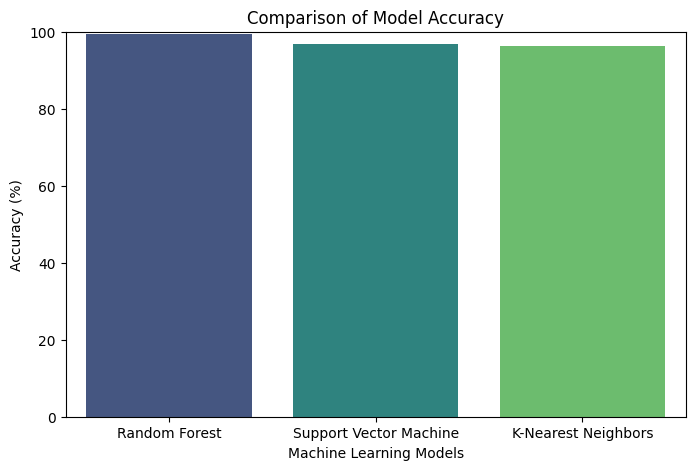 Comparison of Model Accuracy
100
80
60
40
20
0
Accuracy (%)
Random Forest Support Vector Machine K-Nearest Neighbors
Machine Learning Models